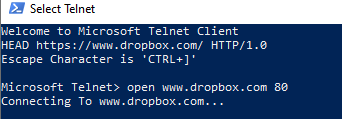 Select Telnet
Welcome to Microsoft Telnet Client
HEAD https://www.dropbox.com/ HTTP/1.0
Escape Character is 'CTRL+]'
Microsoft Telnet> open www.dropbox.com 80
Connecting To www.dropbox.com...